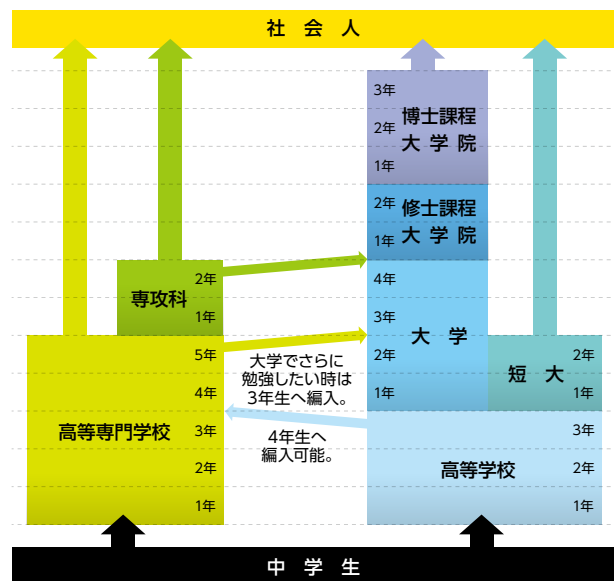 社会人
3年
博士課程
2年
大学院
1年
2年
修士課程
1年
大学院
2年
専攻科
1年
4年
3年
大学
2年
1年
5年
4年
高等専門学校
3年
2年
1年
大学でさらに
勉強したい時は
3年生へ編入。
4年生へ
編入可能。
2年
短大
1年
3年
高等学校
2年
1年
中学生